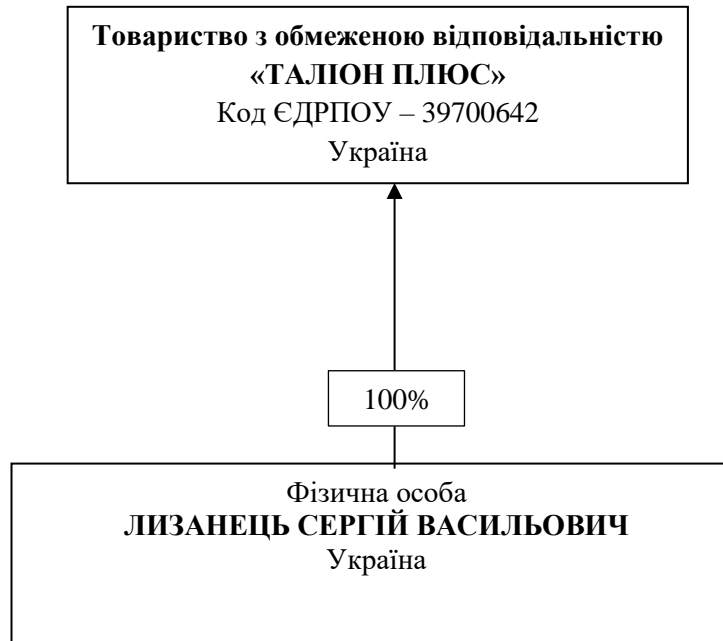 Товариство з обмеженою відповідальністю
«ТАЛІОН ПЛЮС»
Код ЄДРПОУ – 39700642
Україна
100%
Фізична особа
ЛИЗАНЕЦЬ СЕРГІЙ ВАСИЛЬОВИЧ
Україна